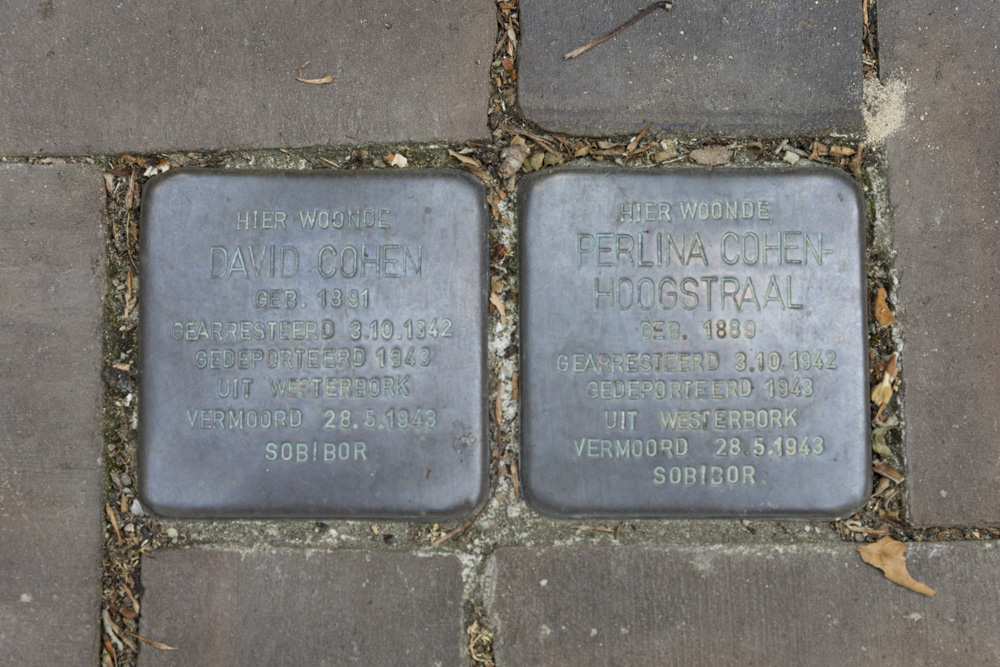 HIER WOONDE
DAVID COHEN
GEB. 1891
GEARRESTEERD 3.10.1942
GEDEPORTEERD 1943
UIT WESTERBORK
VERMOORD 28.5.1943
SOBIBOR
HIER WOONDE
PERLINA COHEN-
HOOGSTRAAL
GEB. 1889
GEARRESTEERD 3.10.1942
GEDEPORTEERD 1943
UIT WESTERBORK
VERMOORD 28.5.1943
SOBIBOR